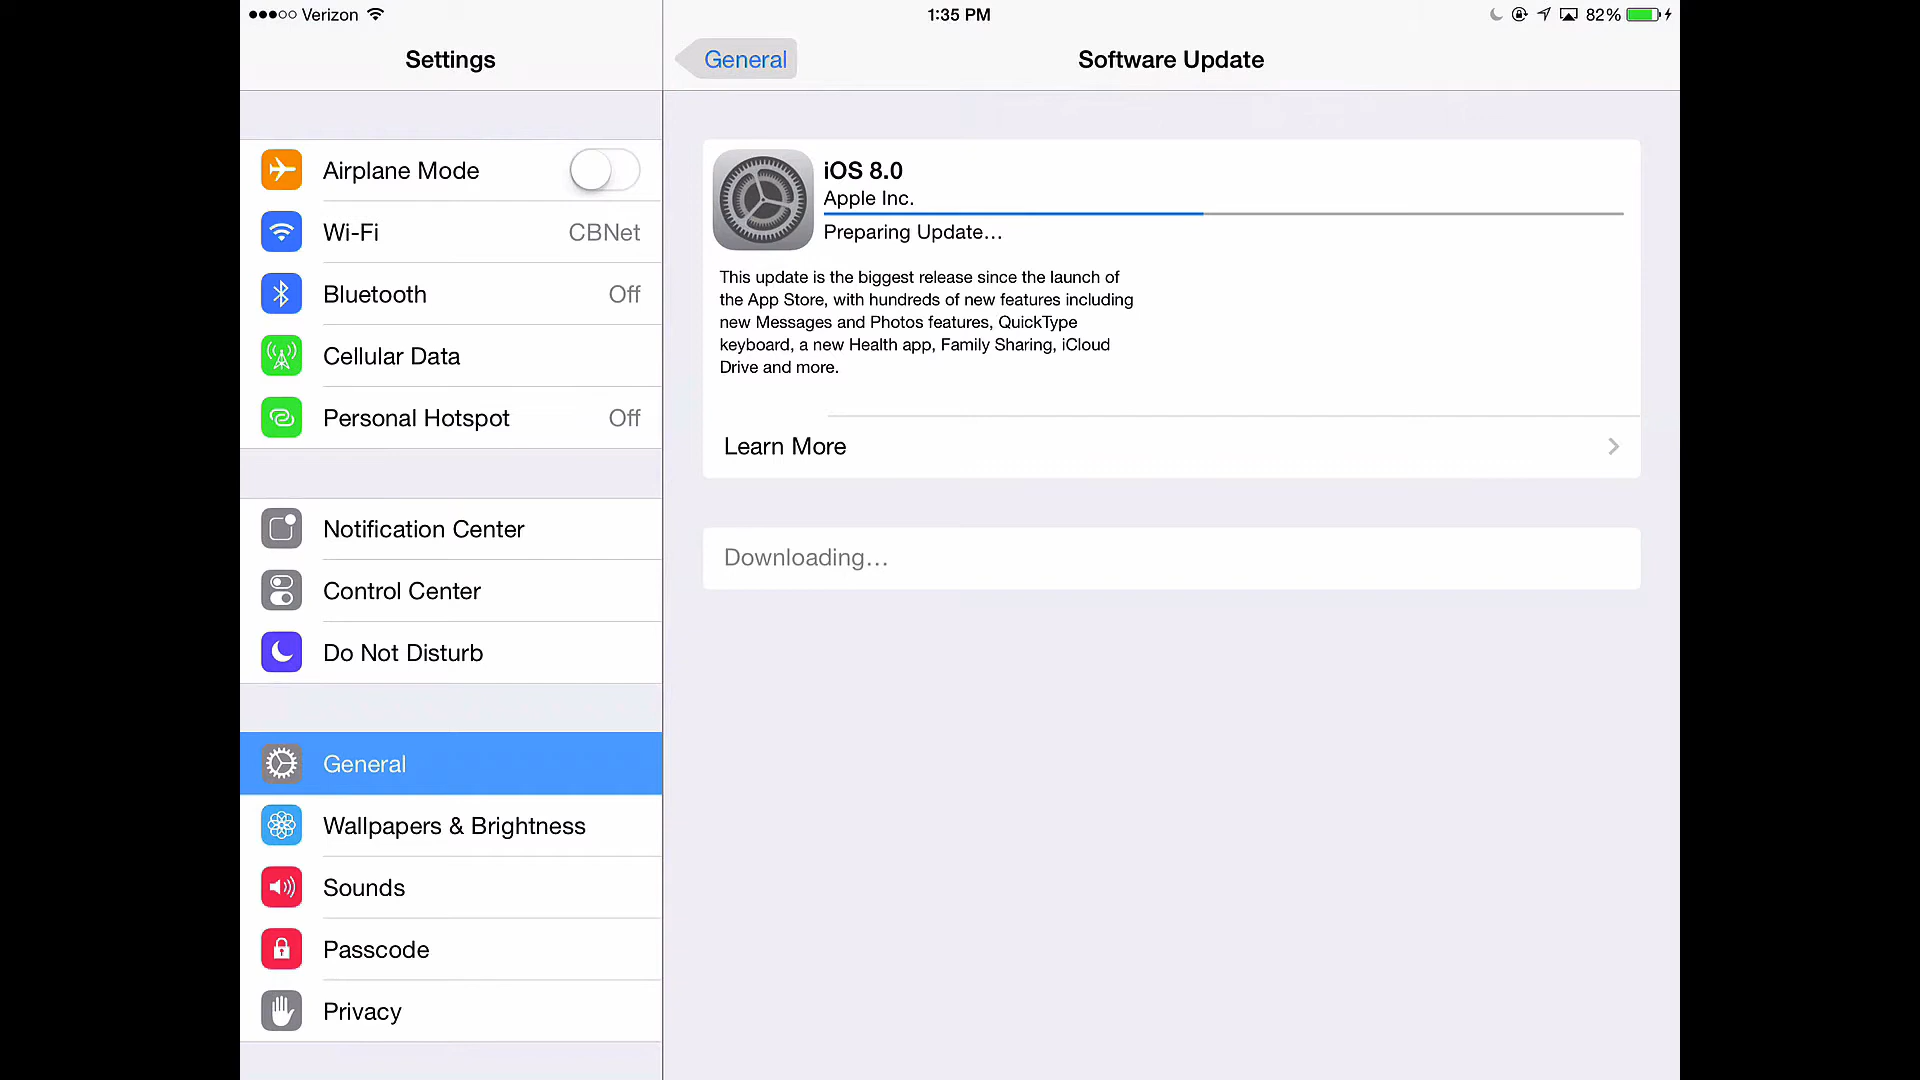 Verizon
1:35 PM
82%
Settings
General
Software Update
Airplane Mode
Wi-Fi
CBNet
Bluetooth
Off
Cellular Data
Personal Hotspot
Off
Notification Center
Control Center
Do Not Disturb
General
Wallpapers & Brightness
Sounds
Passcode
Privacy
iOS 8.0
Apple Inc.
Preparing Update...
This update is the biggest release since the launch of
the App Store, with hundreds of new features including
new Messages and Photos features, QuickType
keyboard, a new Health app, Family Sharing, iCloud
Drive and more.
Learn More
Downloading...